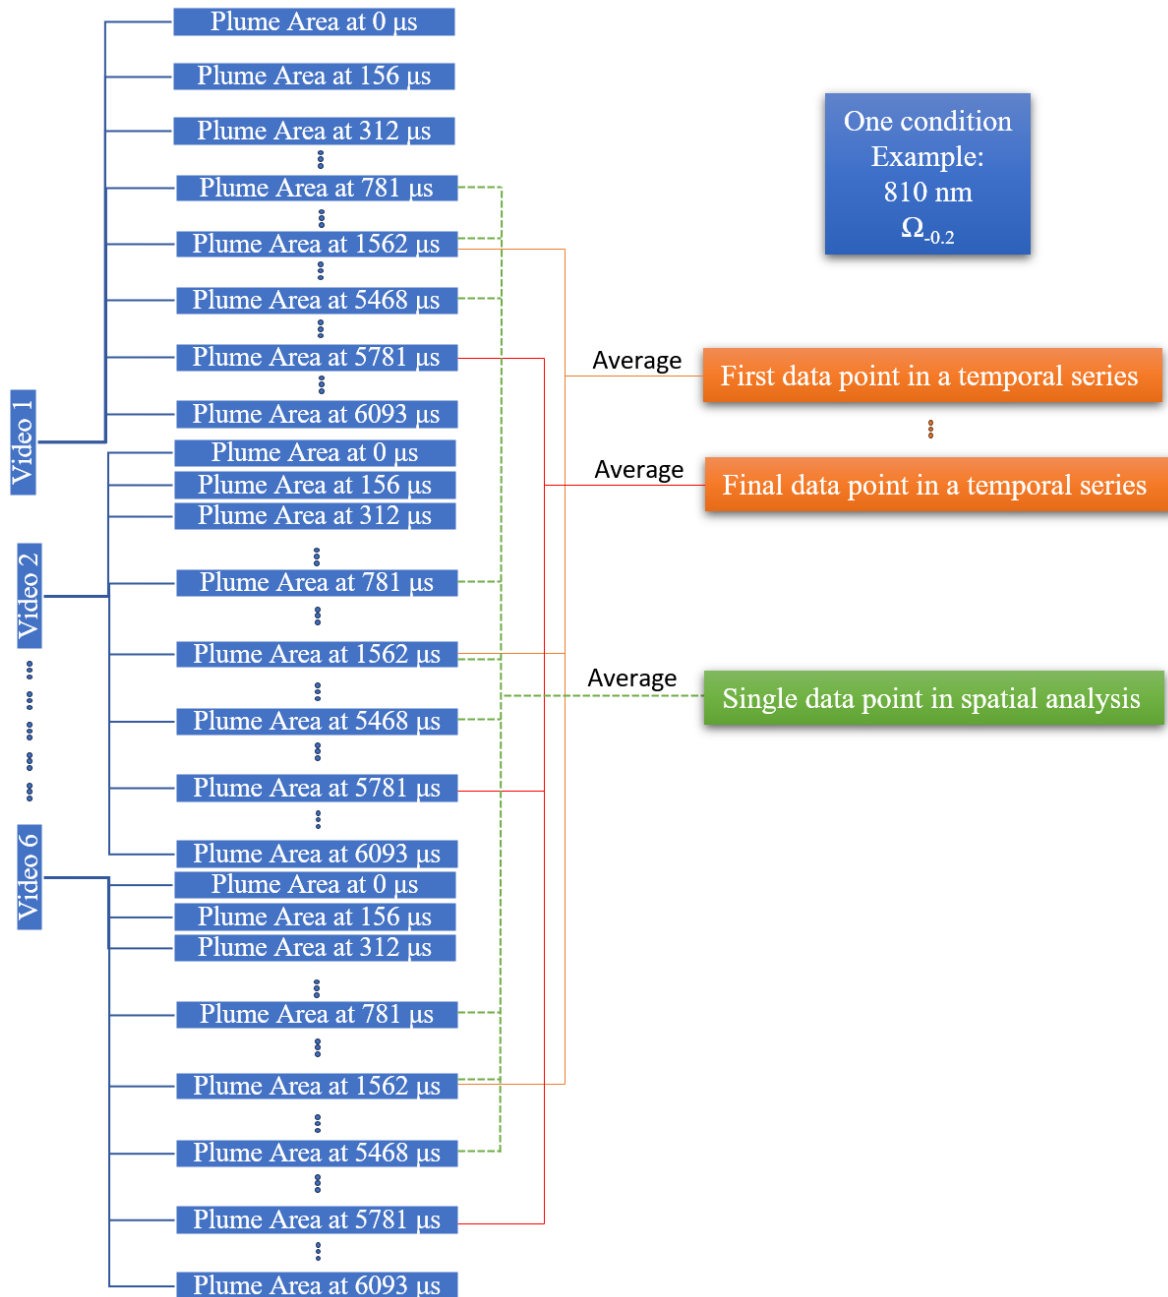 Plume Area at 0 μs
Plume Area at 156 μs
Plume Area at 312 μs
Plume Area at 781 μs
Plume Area at 1562 μs
Plume Area at 5468 μs
Plume Area at 5781 μs
Plume Area at 6093 μs
Video 1
Plume Area at 0 μs
Plume Area at 156 μs
Plume Area at 312 μs
Plume Area at 781 μs
Plume Area at 1562 μs
Plume Area at 5468 μs
Plume Area at 5781 μs
Plume Area at 6093 μs
Video 2
Plume Area at 0 μs
Plume Area at 156 μs
Plume Area at 312 μs
Plume Area at 781 μs
Plume Area at 1562 μs
Plume Area at 5468 μs
Plume Area at 5781 μs
Plume Area at 6093 μs
Video 6
One condition
Example:
810 nm
Ω-0.2
Average
First data point in a temporal series
Average
Final data point in a temporal series
Average
Single data point in spatial analysis